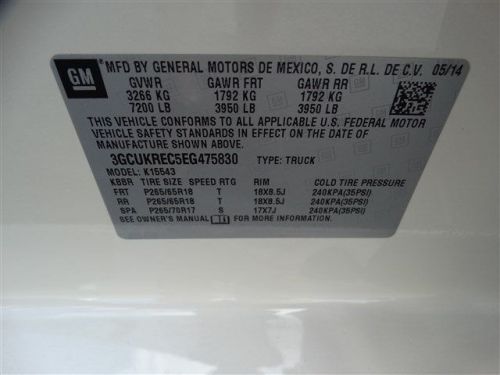 GM MFD BY GENERAL MOTORS DE MEXICO, S. DE R.L. DE C.V. 05/14
GVWR GAWR FRT GAWR RR
3266 KG 1792 KG 1792 KG
7200 LB 3950 LB 3950 LB
THIS VEHICLE CONFORMS TO ALL APPLICABLE U.S. FEDERAL MOTOR
VEHICLE SAFETY STANDARDS IN EFFECT ON THE DATE OF
MANUFACTURE SHOWN ABOVE.
3GCUKREC5EG475830 TYPE: TRUCK
MODEL: K15543
KBBR TIRE SIZE SPEED RTG RIM COLD TIRE PRESSURE
FRT P265/65R18 T 18X8.5J 240KPA(35PSI)
RR P265/65R18 T 18X8.5J 240KPA(35PSI)
SPA P265/70R17 S 17X7J 240KPA(35PSI)
SEE OWNER'S MANUAL FOR MORE INFORMATION.